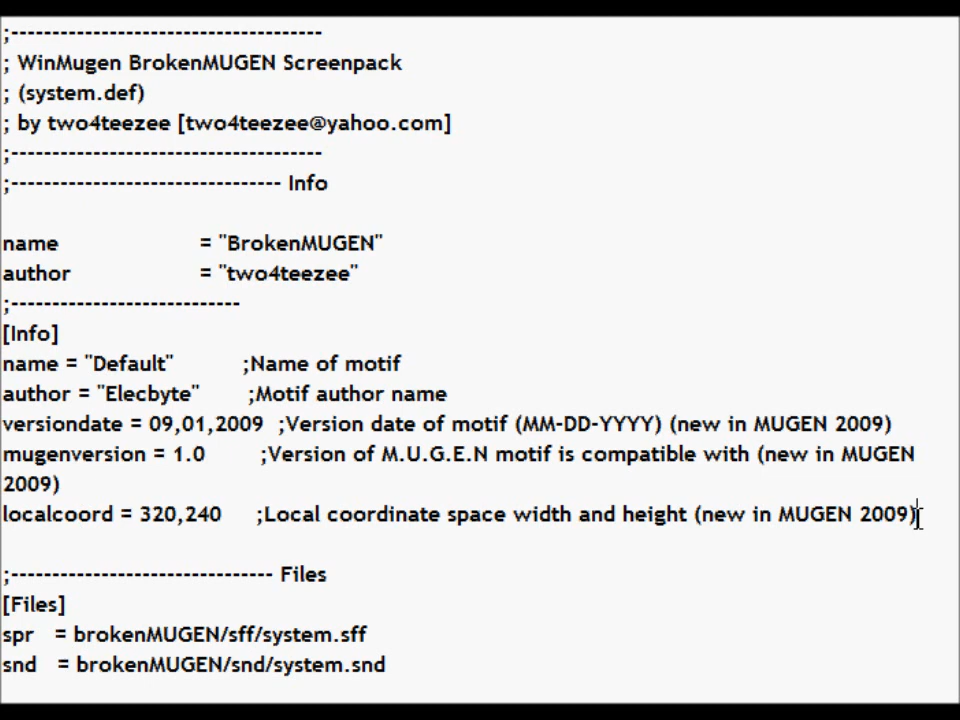 ;--------------------------------------
; WinMugen BrokenMUGEN Screenpack
; (system.def)
; by two4teezee [two4teezee@yahoo.com]
;--------------------------------------
;--------------------------------- Info
name = "BrokenMUGEN"
author = "two4teezee"
;----------------------------
[Info]
name = "Default" ;Name of motif
author = "Elecbyte" ;Motif author name
versiondate = 09,01,2009 ;Version date of motif (MM-DD-YYYY) (new in MUGEN 2009)
mugenversion = 1.0 ;Version of M.U.G.E.N motif is compatible with (new in MUGEN
2009)
localcoord = 320,240 ;Local coordinate space width and height (new in MUGEN 2009)
;-------------------------------- Files
[Files]
spr = brokenMUGEN/sff/system.sff
snd = brokenMUGEN/snd/system.snd